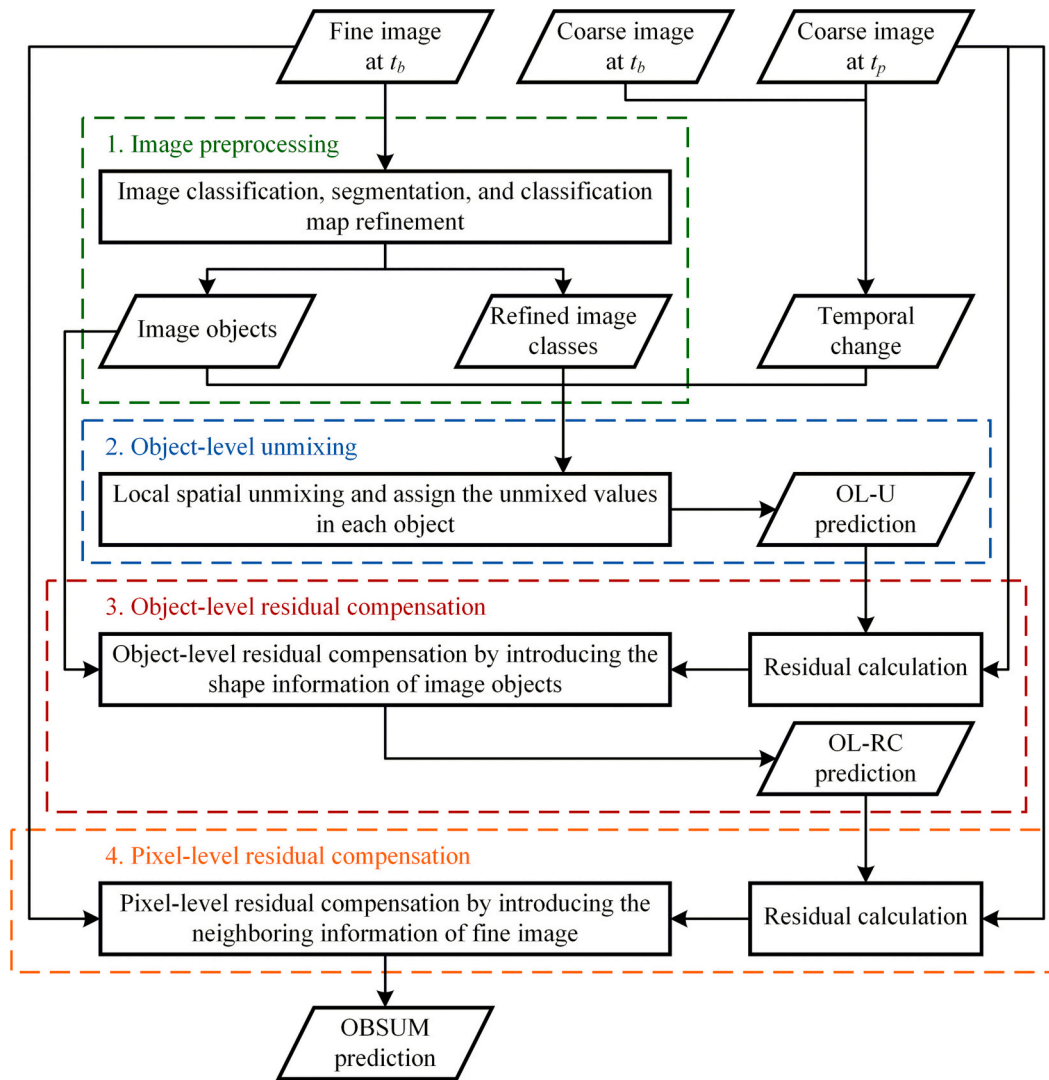 Fine image
at t_b
Coarse image
at t_b
Coarse image
at t_p
1. Image preprocessing
Image classification, segmentation, and classification
map refinement
Image objects
Refined image
classes
Temporal
change
2. Object-level unmixing
Local spatial unmixing and assign the unmixed values
in each object
OL-U
prediction
3. Object-level residual compensation
Object-level residual compensation by introducing the
shape information of image objects
Residual calculation
OL-RC
prediction
4. Pixel-level residual compensation
Pixel-level residual compensation by introducing the
neighboring information of fine image
Residual calculation
OBSUM
prediction